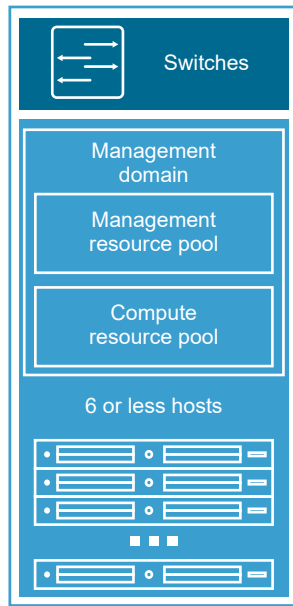 Switches
Management
domain
Management
resource pool
Compute
resource pool
6 or less hosts